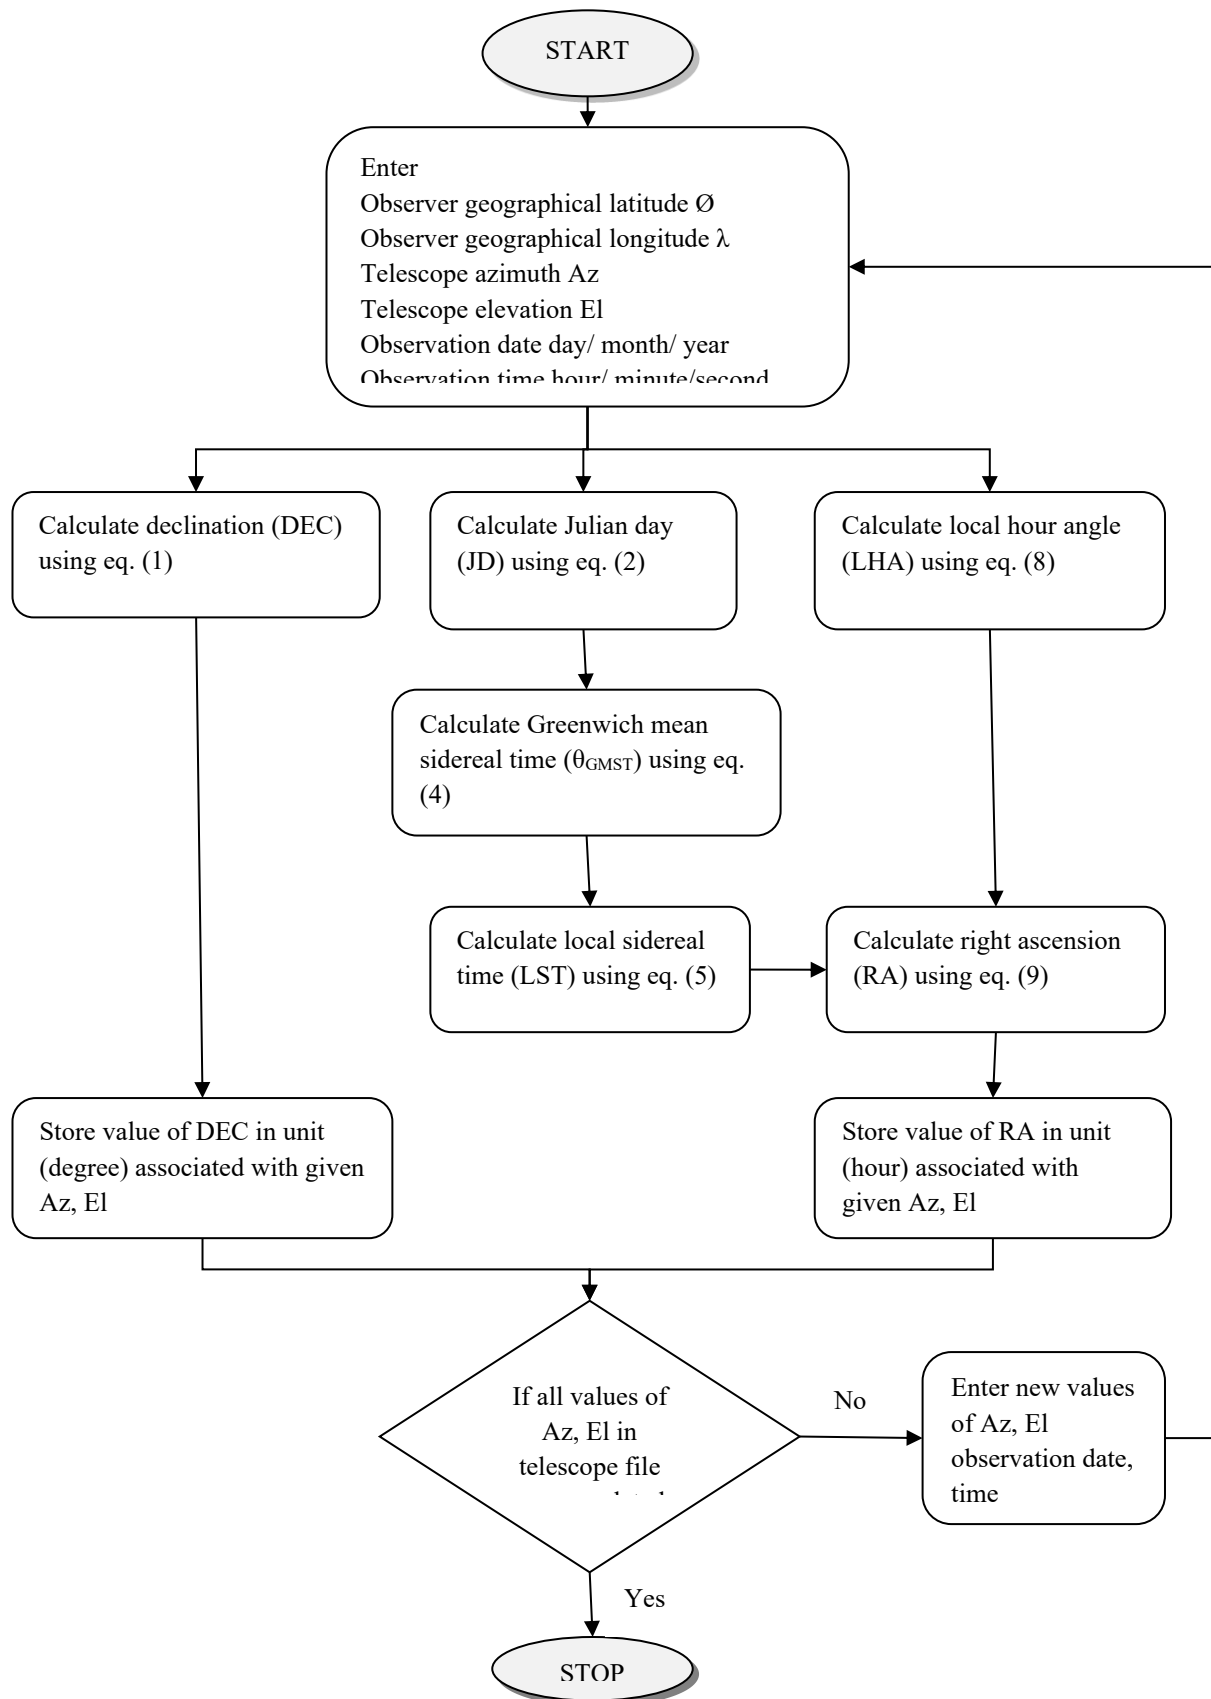 START
Enter
Observer geographical latitude Ø
Observer geographical longitude λ
Telescope azimuth Az
Telescope elevation El
Observation date day/ month/ year
Observation time hour/ minute/second
Calculate declination (DEC)
using eq. (1)
Calculate Julian day
(JD) using eq. (2)
Calculate local hour angle
(LHA) using eq. (8)
Calculate Greenwich mean
sidereal time (θGMST) using eq.
(4)
Calculate local sidereal
time (LST) using eq. (5)
Calculate right ascension
(RA) using eq. (9)
Store value of DEC in unit
(degree) associated with given
Az, El
Store value of RA in unit
(hour) associated with
given Az, El
If all values of
Az, El in
telescope file
No
Enter new values
of Az, El
observation date,
time
Yes
STOP